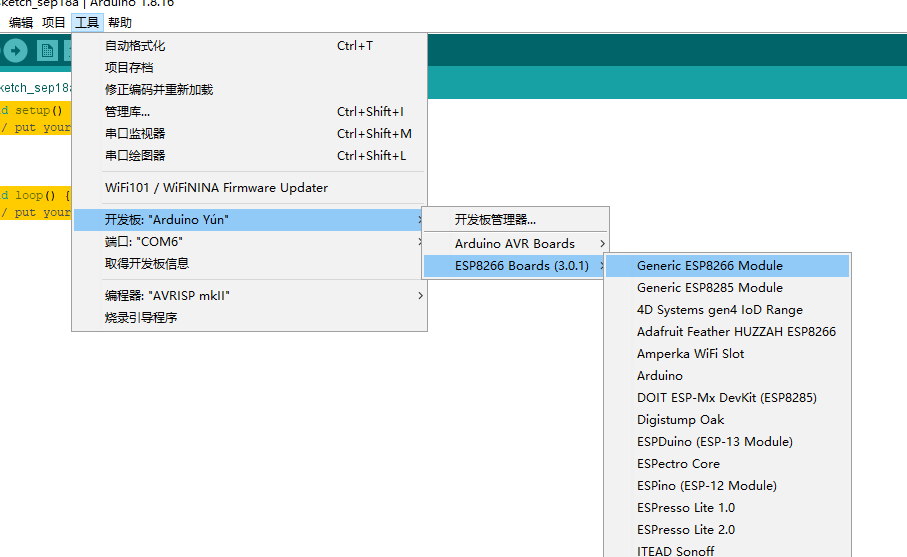 sketch_sep18a | Arduino 1.8.16
编辑 项目 工具 帮助
自动格式化 Ctrl+T
项目存档
修正编码并重新加载
管理库... Ctrl+Shift+I
串口监视器 Ctrl+Shift+M
串口绘图器 Ctrl+Shift+L
WiFi101 / WiFiNINA Firmware Updater
开发板: "Arduino Yún"
端口: "COM6"
取得开发板信息
编程器: "AVRISP mkII"
烧录引导程序
ketch_sep18a
d setup()
/ put your
d loop() {
/ put your
开发板管理器...
Arduino AVR Boards
ESP8266 Boards (3.0.1)
Generic ESP8266 Module
Generic ESP8285 Module
4D Systems gen4 IoD Range
Adafruit Feather HUZZAH ESP8266
Amperka WiFi Slot
Arduino
DOIT ESP-Mx DevKit (ESP8285)
Digistump Oak
ESPDuino (ESP-13 Module)
ESPectro Core
ESPino (ESP-12 Module)
ESPresso Lite 1.0
ESPresso Lite 2.0
ITEAD Sonoff